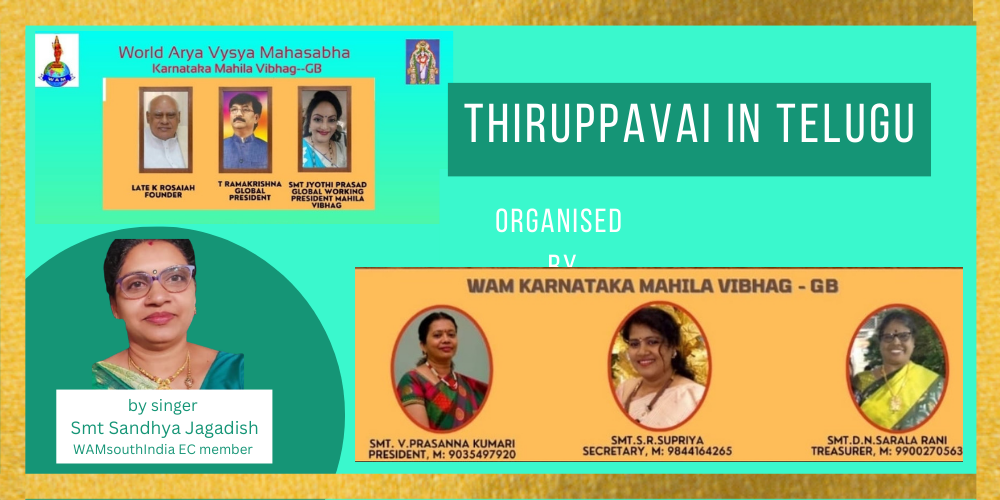 World Arya Vysya Mahasabha
Karnataka Mahila Vibhag--GB
WAM
LATE K ROSAIAH
FOUNDER
T RAMAKRISHNA
GLOBAL
PRESIDENT
SMT JYOTHI PRASAD
GLOBAL WORKING
PRESIDENT MAHILA
VIBHAG
THIRUPPAVAI IN TELUGU
ORGANISED
BY
WAM KARNATAKA MAHILA VIBHAG - GB
SMT. V.PRASANNA KUMARI
PRESIDENT, M: 9035497920
SMT.S.R.SUPRIYA
SECRETARY, M: 9844164265
SMT.D.N.SARALA RANI
TREASURER, M: 9900270563
by singer
Smt Sandhya Jagadish
WAMsouthIndia EC member